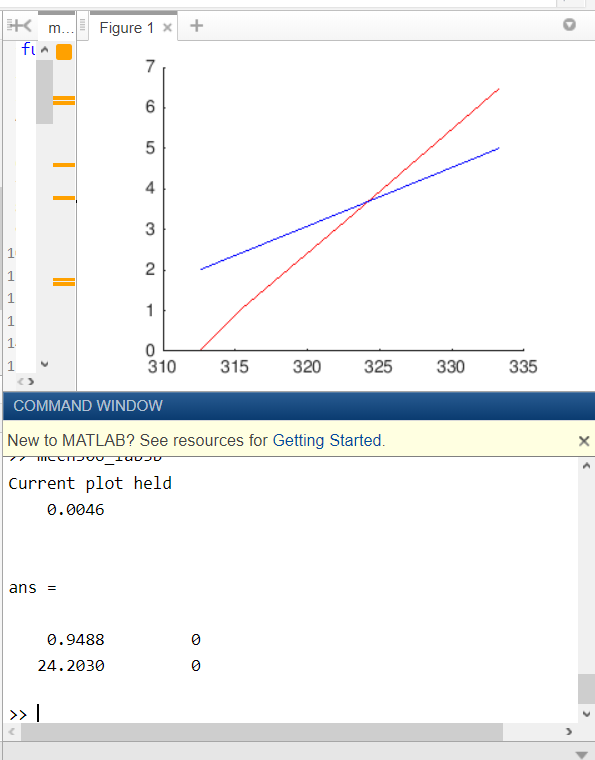 m...
Figure 1
fu
7
6
5
4
3
2
1
0
310 315 320 325 330 335
1
1
1
1
1
1
COMMAND WINDOW
New to MATLAB? See resources for Getting Started.
Current plot held
0.0046
ans =
0.9488 0
24.2030 0
>>